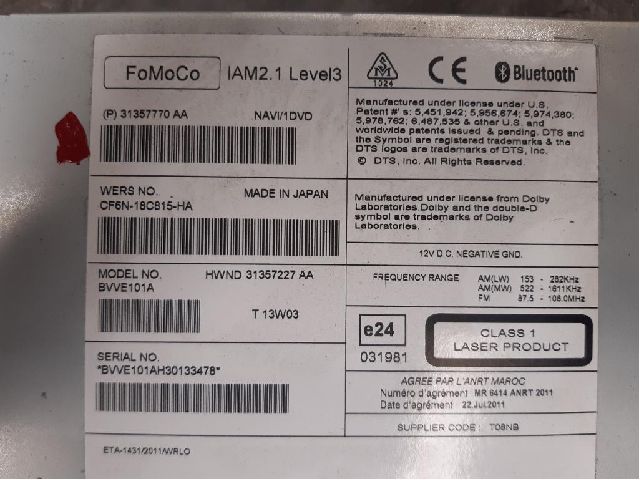 FoMoCo IAM2.1 Level3
(P) 31357770 AA NAVI/1DVD
WERS NO. MADE IN JAPAN
CF6N-18C815-HA
MODEL NO. HWND 31357227 AA
BVVE101A
T 13W03
SERIAL NO.
*BVVE101AH30133478*
ETA-1431/2011/WRLO
1324 CE Bluetooth
Manufactured under license under U.S.
Patent #'s: 5,451,942; 5,956,674; 5,974,380;
5,978,762; 6,487,535 & other U.S. and
worldwide patents issued & pending. DTS and
the Symbol are registered trademarks of DTS, Inc.
DTS logos are trademarks of DTS, Inc.
© DTS, Inc. All Rights Reserved.
Manufactured under license from Dolby
Laboratories. Dolby and the double-D
symbol are trademarks of Dolby
Laboratories.
12V D.C. NEGATIVE GND.
FREQUENCY RANGE AM(LW) 153 - 282KHz
AM(MW) 522 - 1611KHz
FM 87.5 - 108.0MHz
e24
031981
CLASS 1
LASER PRODUCT
AGREE PAR L'ANRT MAROC
Numéro d'agrément: MR 6414 ANRT 2011
Date d'agrément: 22.Jul.2011
SUPPLIER CODE: T08NB